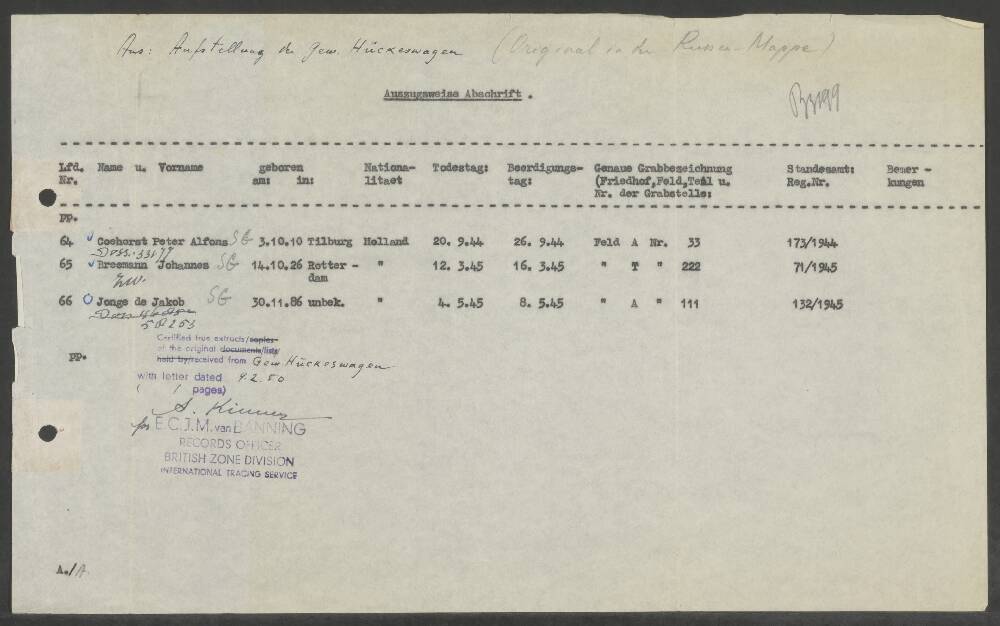 Aus: Aufstellung der Gem. Hückeswagen (Original in der Russen-Mappe)
Auszugsweise Abschrift .
Lfd. Nr. Name u. Vorname geboren am: in: Nationa-litaet Todestag: Beerdigungs-tag: Genaue Grabbezeichnung (Friedhof,Feld,Teil u. Nr. der Grabstelle: Standesamt: Reg.Nr. Bemer - kungen
pp.
64 Coehorst Peter Alfons SG 3.10.10 Tilburg Holland 20. 9.44 26. 9.44 Feld A Nr. 33 173/1944
65 Bresmann Johannes SG 14.10.26 Rotter - dam " 12. 3.45 16. 3.45 " T " 222 71/1945
66 Jonge de Jakob SG 30.11.86 unbek. " 4. 5.45 8. 5.45 " A " 111 132/1945
Certified true extracts/copies
of the original documents/lists
held by/received from Gem. Hückeswagen
pp.
with letter dated 9.2.50
( 1 pages)
for E.C.J.M. van BANNING
RECORDS OFFICER
BRITISH ZONE DIVISION
INTERNATIONAL TRACING SERVICE
A./A.